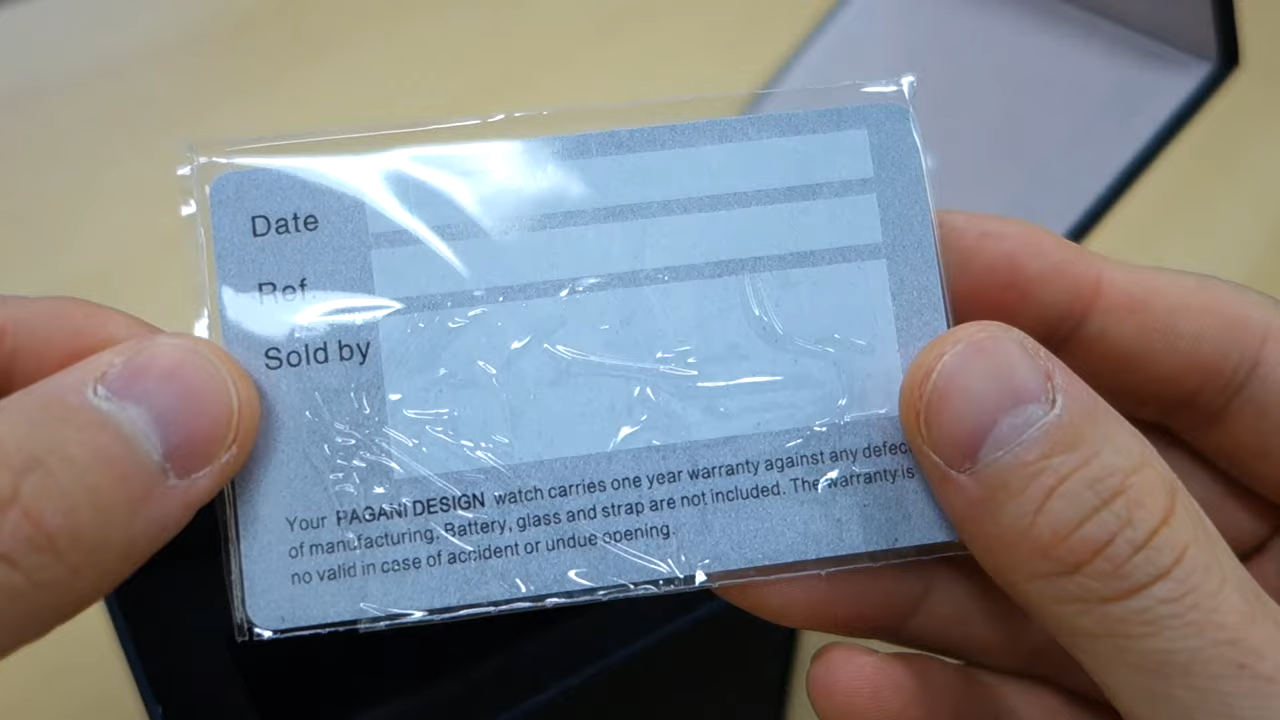 Date
Ref.
Sold by
Your PAGANI DESIGN watch carries one year warranty against any defec
of manufacturing. Battery, glass and strap are not included. The warranty is
no valid in case of accident or undue opening.